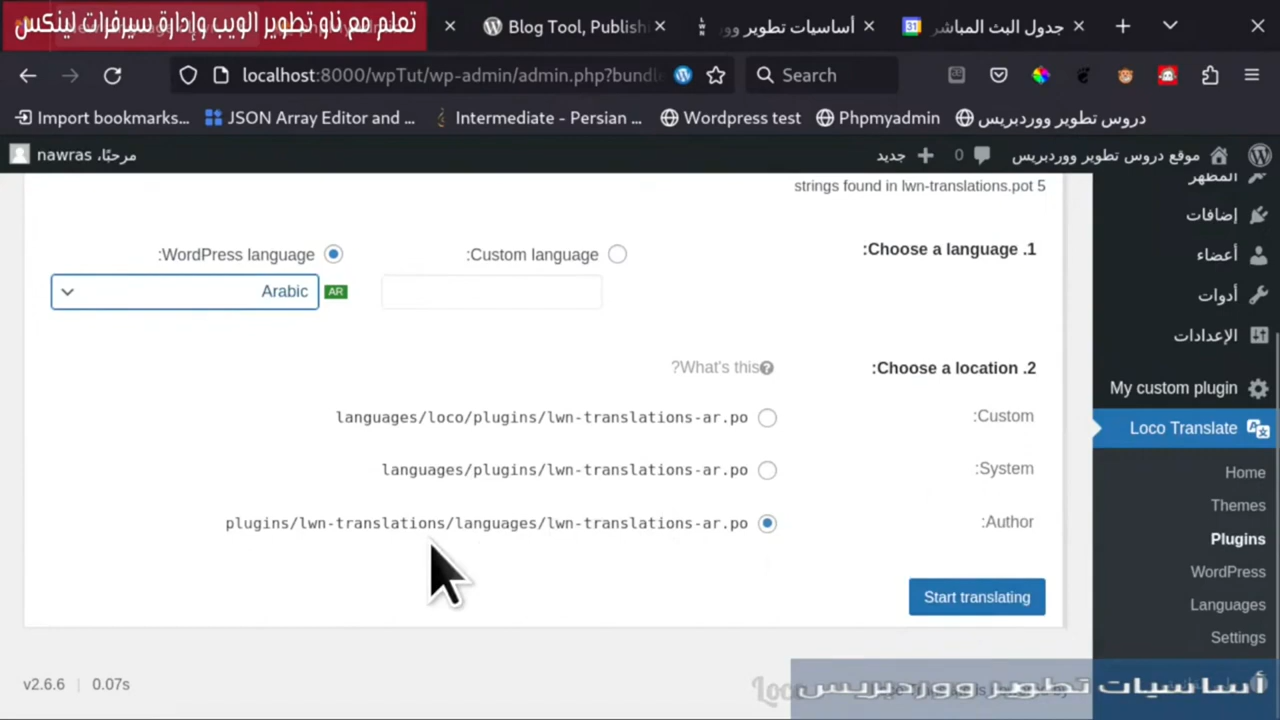 تعلم مع ناو تطوير الويب وإدارة سيرفرات لينكس
Blog Tool, Publish
أساسيات تطوير وور
جدول البث المباشر
localhost:8000/wpTut/wp-admin/admin.php?bundle
Search
Import bookmarks...
JSON Array Editor and ...
Intermediate - Persian ...
Wordpress test
Phpmyadmin
دروس تطوير ووردبريس
مرحبًا، nawras
جديد
0
موقع دروس تطوير ووردبريس
strings found in lwn-translations.pot 5
:Choose a language .1
:Custom language
:WordPress language
Arabic
AR
:Choose a location .2
?What's this
:Custom
languages/loco/plugins/lwn-translations-ar.po
:System
languages/plugins/lwn-translations-ar.po
:Author
plugins/lwn-translations/languages/lwn-translations-ar.po
Start translating
v2.6.6
0.07s
المظهر
إضافات
أعضاء
أدوات
الإعدادات
My custom plugin
Loco Translate
Home
Themes
Plugins
WordPress
Languages
Settings
أساسيات تطوير ووردبريس